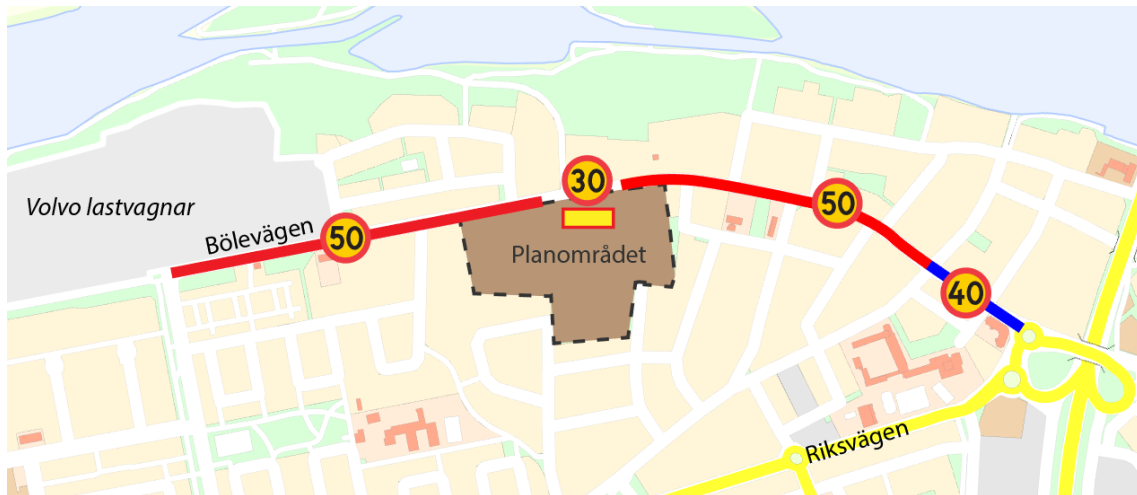 30
50
Volvo lastvagnar
Bölevägen
50
Planområdet
40
Riksvägen